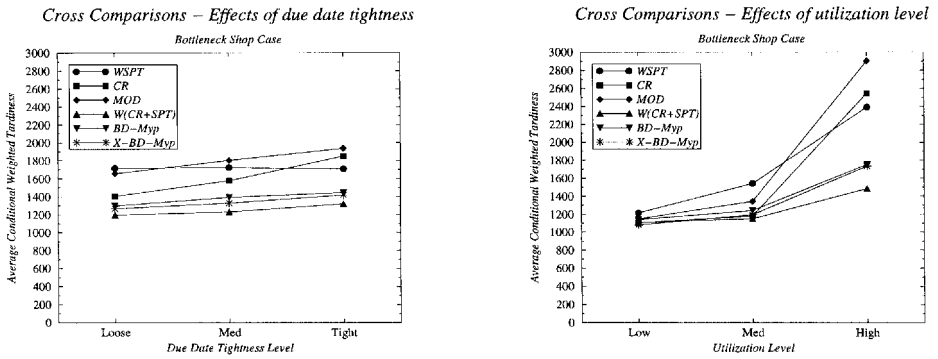 Cross Comparisons – Effects of due date tightness
Bottleneck Shop Case
Average Conditional Weighted Tardiness
3000
2800
2600
2400
2200
2000
1800
1600
1400
1200
1000
800
600
400
200
0
WSPT
CR
MOD
W(CR+SPT)
BD–Myp
X–BD–Myp
Loose Med Tight
Due Date Tightness Level
Cross Comparisons – Effects of utilization level
Bottleneck Shop Case
Average Conditional Weighted Tardiness
3000
2800
2600
2400
2200
2000
1800
1600
1400
1200
1000
800
600
400
200
0
WSPT
CR
MOD
W(CR+SPT)
BD–Myp
X–BD–Myp
Low Med High
Utilization Level